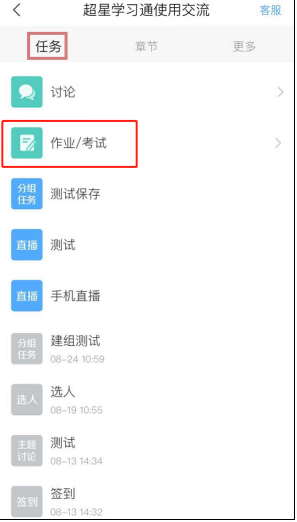 超星学习通使用交流 客服
任务 章节 更多
讨论
作业/考试
分组
任务
测试保存
直播 测试
直播 手机直播
分组
任务
建组测试
08-24 10:59
选人
选人
08-19 10:55
主题
讨论
测试
08-13 14:34
签到
签到
08-13 14:32